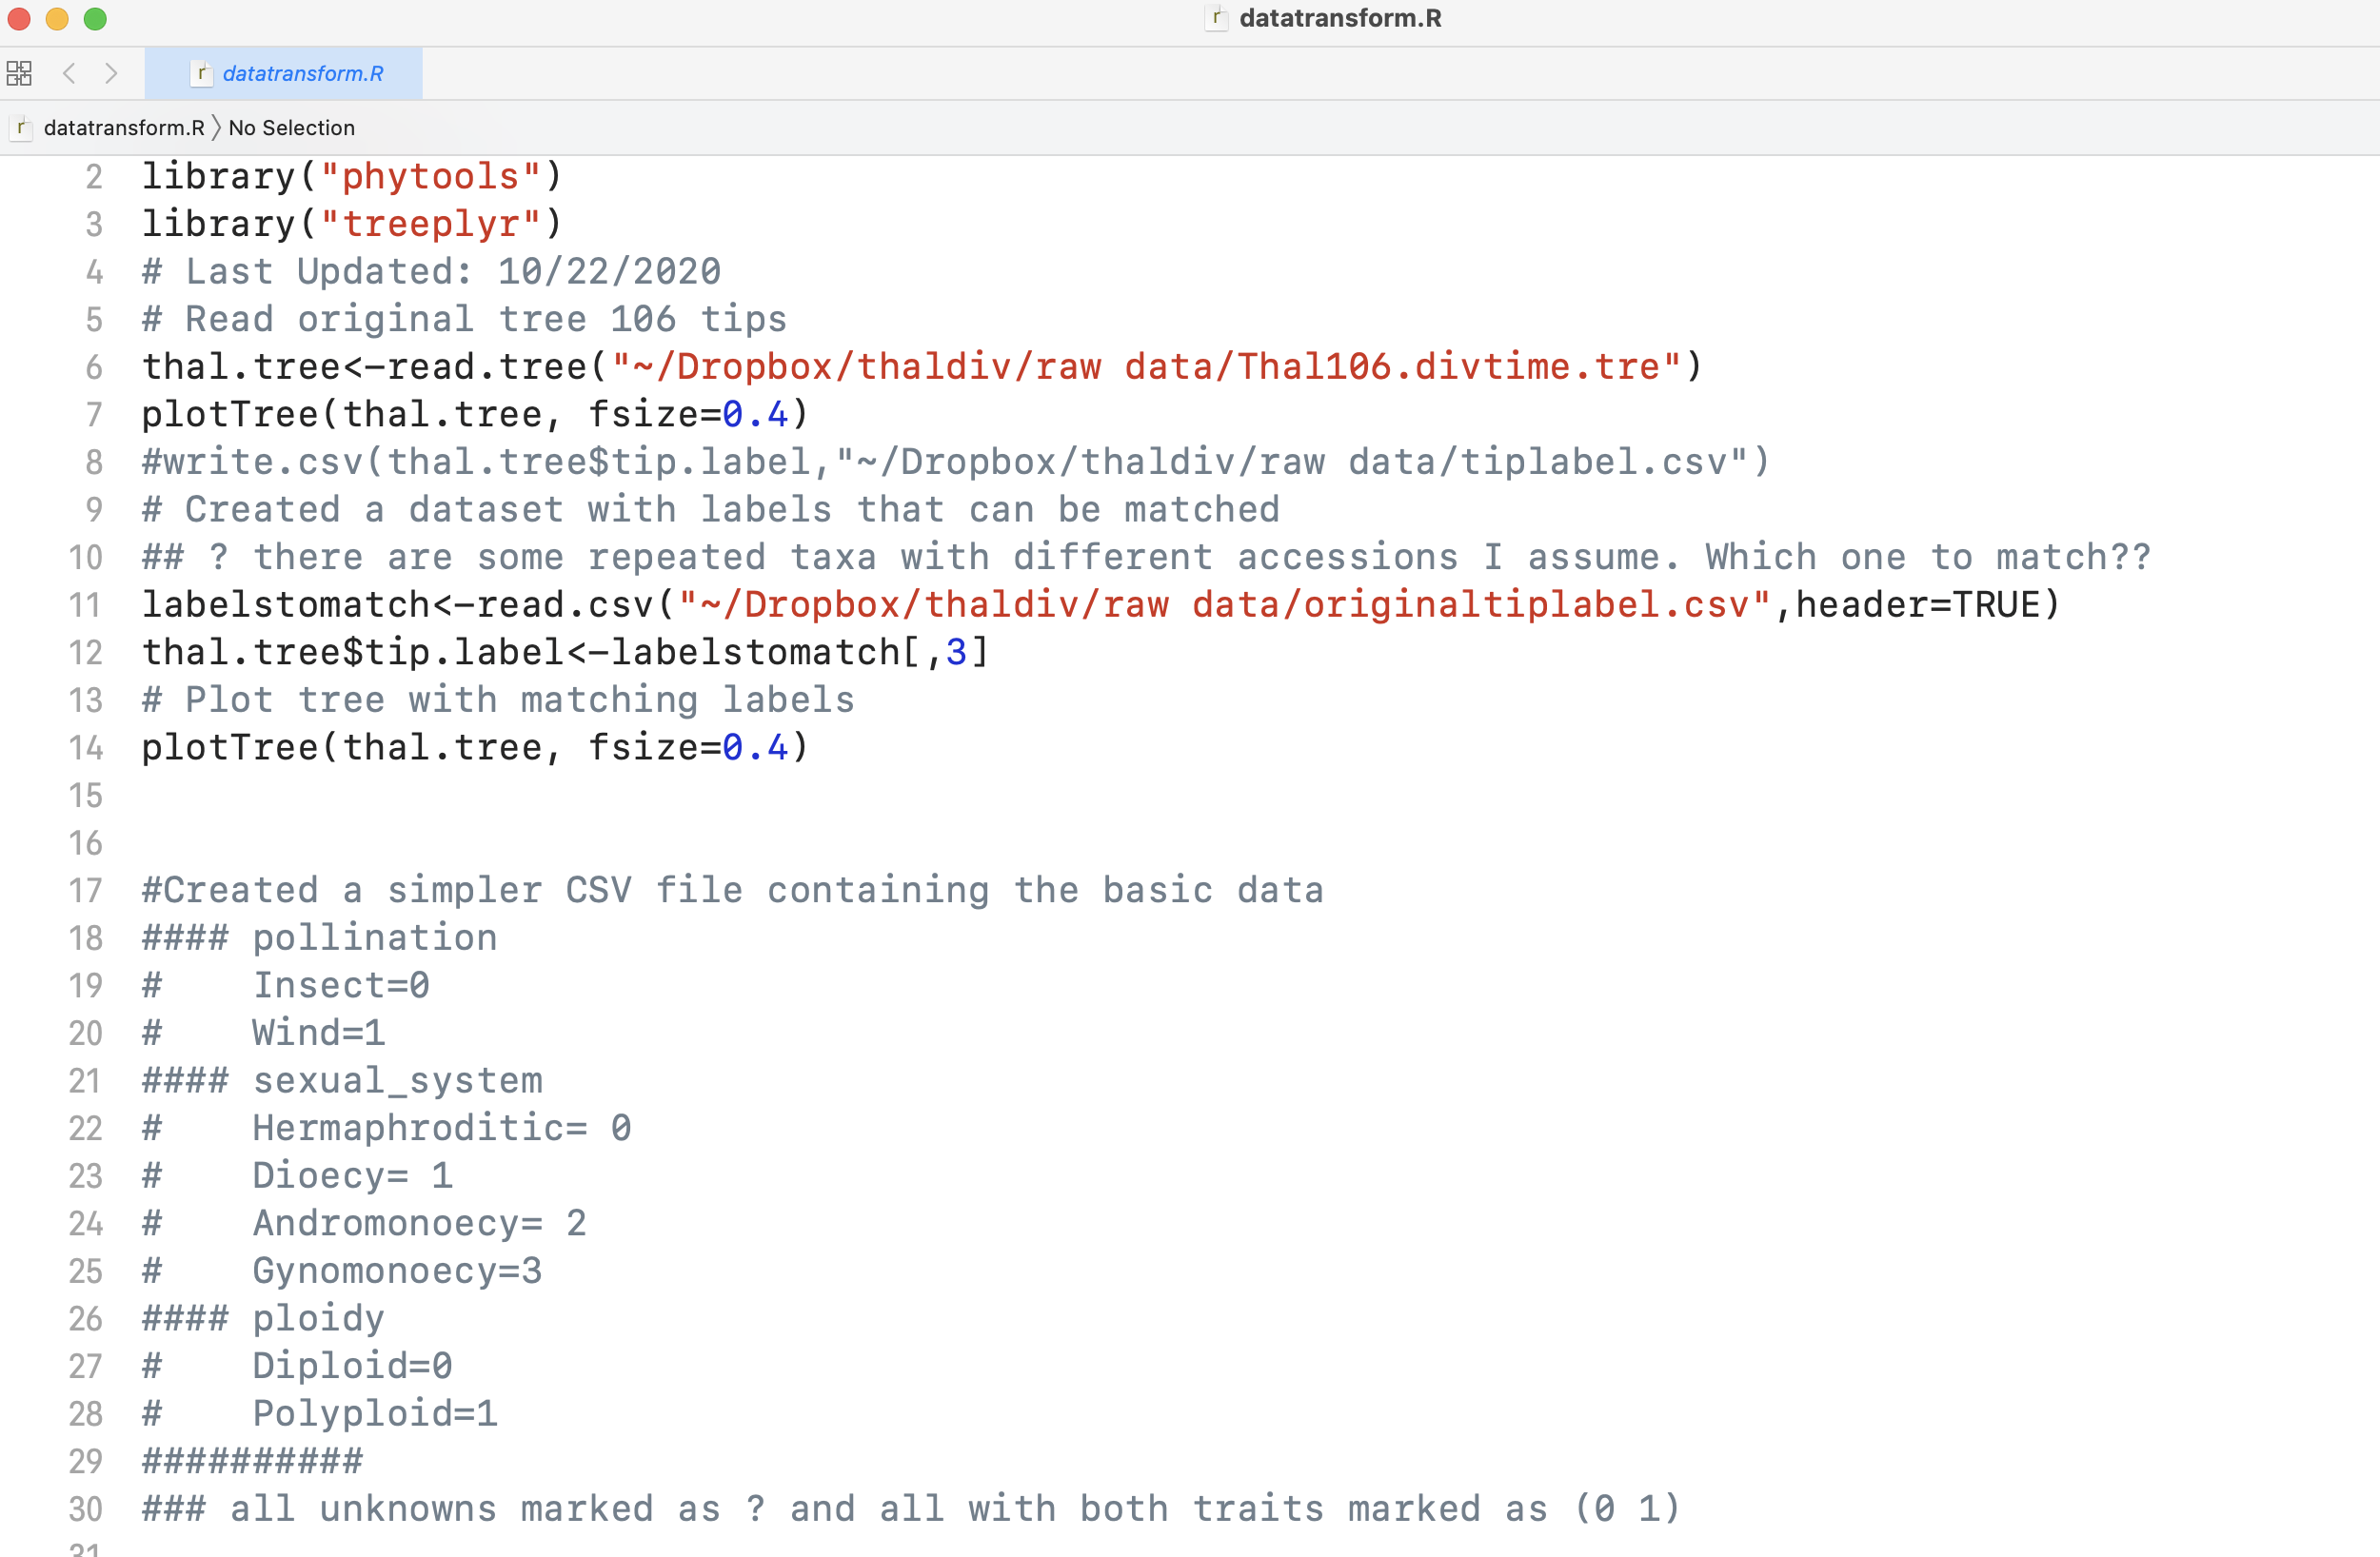 datatransform.R
datatransform.R
datatransform.R No Selection
2 library("phytools")
3 library("treeplyr")
4 # Last Updated: 10/22/2020
5 # Read original tree 106 tips
6 thal.tree<-read.tree("~/Dropbox/thaldiv/raw data/Thal106.divtime.tre")
7 plotTree(thal.tree, fsize=0.4)
8 #write.csv(thal.tree$tip.label,"~/Dropbox/thaldiv/raw data/tiplabel.csv")
9 # Created a dataset with labels that can be matched
10 ## ? there are some repeated taxa with different accessions I assume. Which one to match??
11 labelstomatch<-read.csv("~/Dropbox/thaldiv/raw data/originaltiplabel.csv",header=TRUE)
12 thal.tree$tip.label<-labelstomatch[,3]
13 # Plot tree with matching labels
14 plotTree(thal.tree, fsize=0.4)
15
16
17 #Created a simpler CSV file containing the basic data
18 #### pollination
19 #    Insect=0
20 #    Wind=1
21 #### sexual_system
22 #    Hermaphroditic= 0
23 #    Dioecy= 1
24 #    Andromonoecy= 2
25 #    Gynomonoecy=3
26 #### ploidy
27 #    Diploid=0
28 #    Polyploid=1
29 ##########
30 ### all unknowns marked as ? and all with both traits marked as (0 1)
31